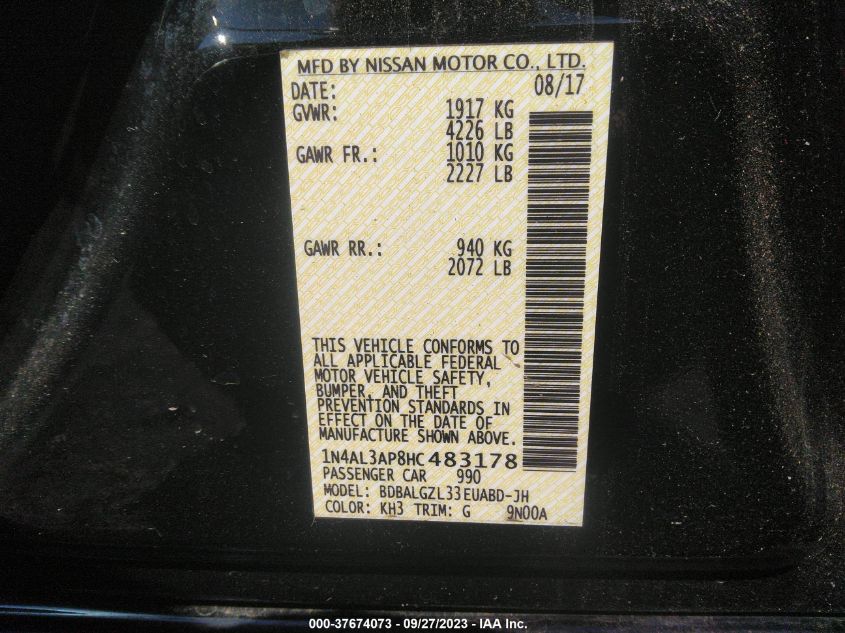 MFD BY NISSAN MOTOR CO., LTD.
DATE: 08/17
GVWR: 1917 KG
4226 LB
GAWR FR.: 1010 KG
2227 LB
GAWR RR.: 940 KG
2072 LB
THIS VEHICLE CONFORMS TO
ALL APPLICABLE FEDERAL
MOTOR VEHICLE SAFETY,
BUMPER, AND THEFT
PREVENTION STANDARDS IN
EFFECT ON THE DATE OF
MANUFACTURE SHOWN ABOVE.
1N4AL3AP8HC483178
PASSENGER CAR 990
MODEL: BDBALGZL33EUABD-JH
COLOR: KH3 TRIM: G 9N00A
000-37674073 - 09/27/2023 - IAA Inc.